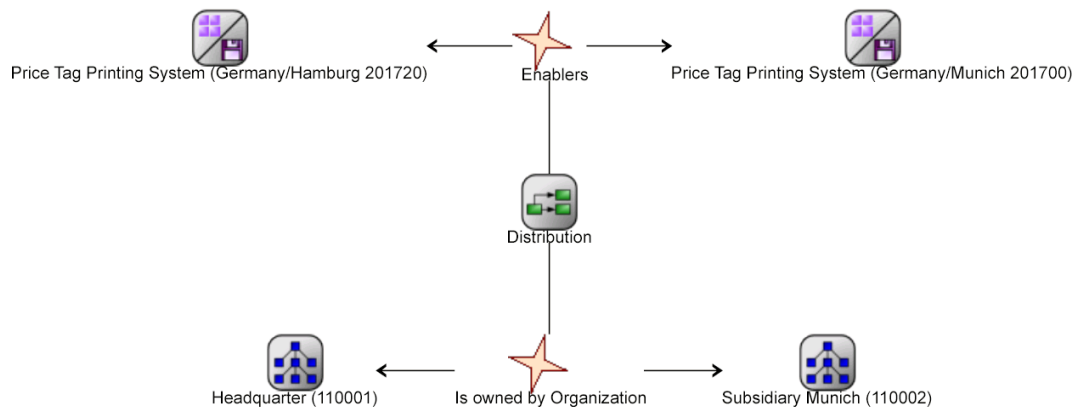 Price Tag Printing System (Germany/Hamburg 201720)
Enablers
Price Tag Printing System (Germany/Munich 201700)
Distribution
Headquarter (110001)
Is owned by Organization
Subsidiary Munich (110002)